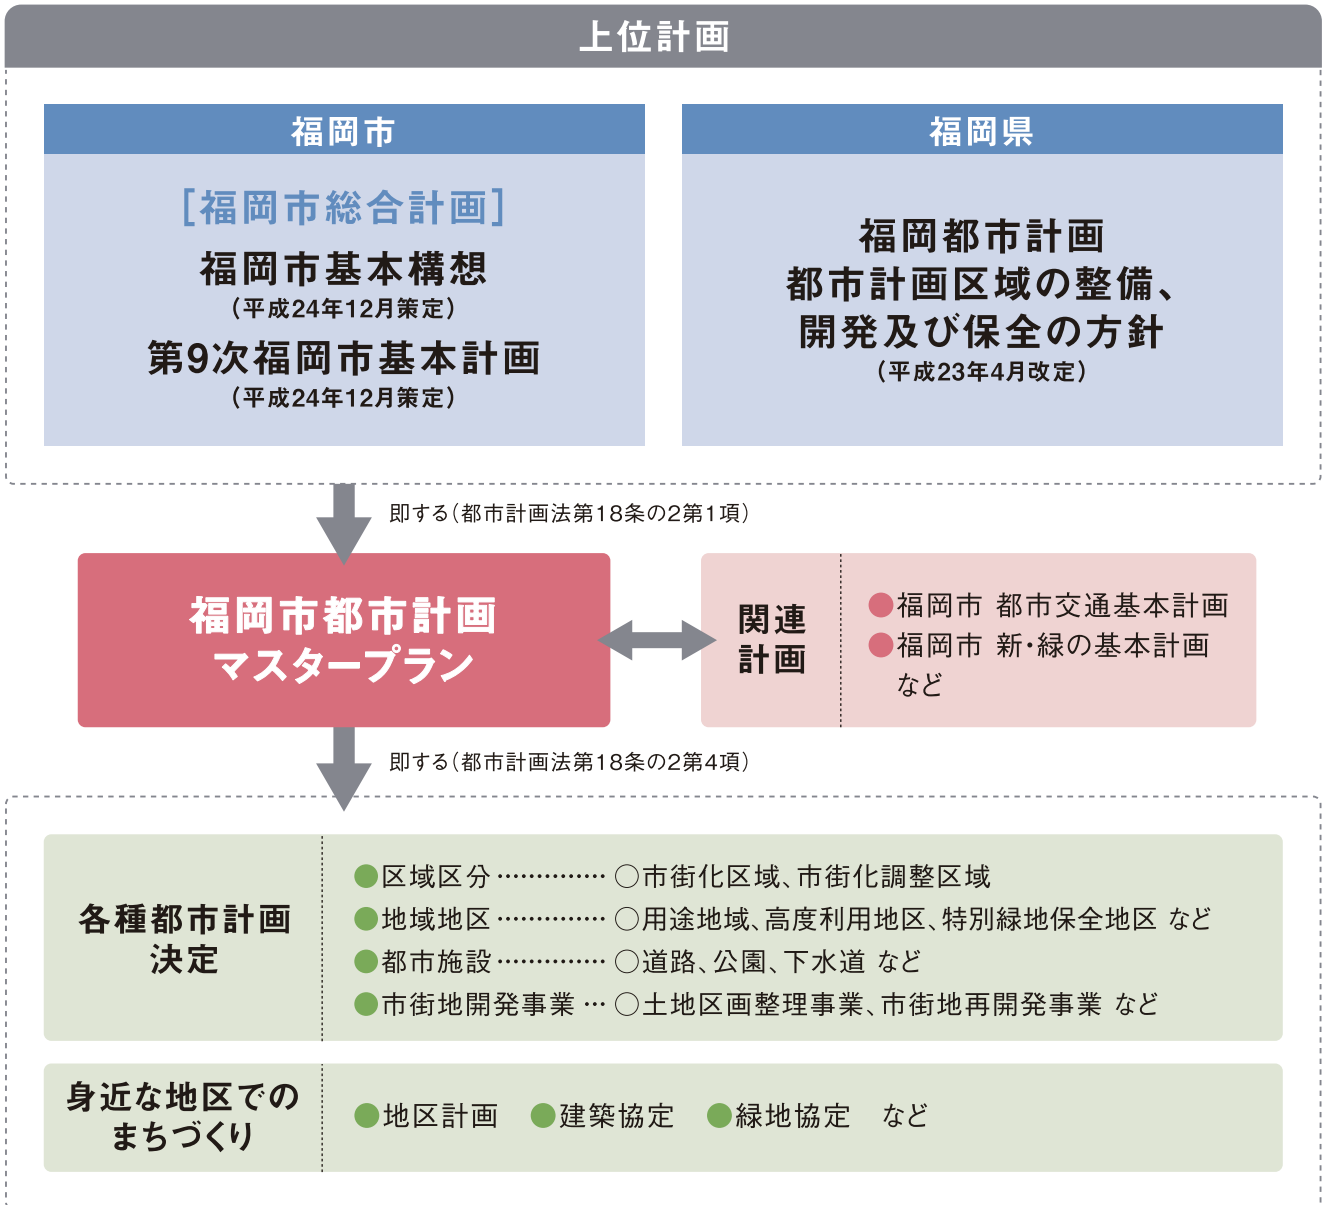 上位計画
福岡市
[福岡市総合計画]
福岡市基本構想
(平成24年12月策定)
第9次福岡市基本計画
(平成24年12月策定)
福岡県
福岡都市計画
都市計画区域の整備、
開発及び保全の方針
(平成23年4月改定)
即する(都市計画法第18条の2第1項)
福岡市都市計画
マスタープラン
関連
計画
●福岡市 都市交通基本計画
●福岡市 新・緑の基本計画
など
即する(都市計画法第18条の2第4項)
各種都市計画
決定
●区域区分 ·············· ○市街化区域、市街化調整区域
●地域地区 ·············· ○用途地域、高度利用地区、特別緑地保全地区 など
●都市施設 ·············· ○道路、公園、下水道 など
●市街地開発事業 ··· ○土地区画整理事業、市街地再開発事業 など
身近な地区での
まちづくり
●地区計画 ●建築協定 ●緑地協定 など